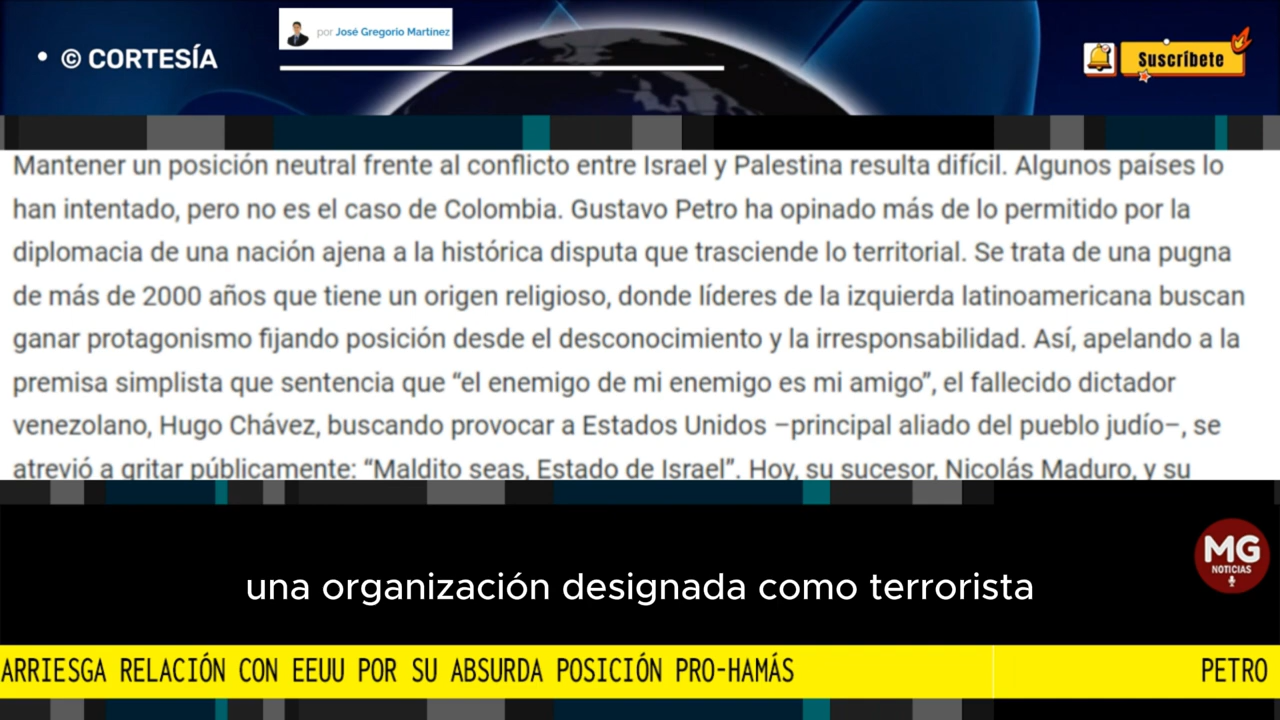 • © CORTESÍA
por José Gregorio Martínez
Suscríbete
Mantener un posición neutral frente al conflicto entre Israel y Palestina resulta difícil. Algunos países lo
han intentado, pero no es el caso de Colombia. Gustavo Petro ha opinado más de lo permitido por la
diplomacia de una nación ajena a la histórica disputa que trasciende lo territorial. Se trata de una pugna
de más de 2000 años que tiene un origen religioso, donde líderes de la izquierda latinoamericana buscan
ganar protagonismo fijando posición desde el desconocimiento y la irresponsabilidad. Así, apelando a la
premisa simplista que sentencia que “el enemigo de mi enemigo es mi amigo”, el fallecido dictador
venezolano, Hugo Chávez, buscando provocar a Estados Unidos –principal aliado del pueblo judío–, se
atrevió a gritar públicamente: “Maldito seas, Estado de Israel”. Hoy, su sucesor, Nicolás Maduro, y su
MG
NOTICIAS
una organización designada como terrorista
ARRIESGA RELACIÓN CON EEUU POR SU ABSURDA POSICIÓN PRO-HAMÁS PETRO